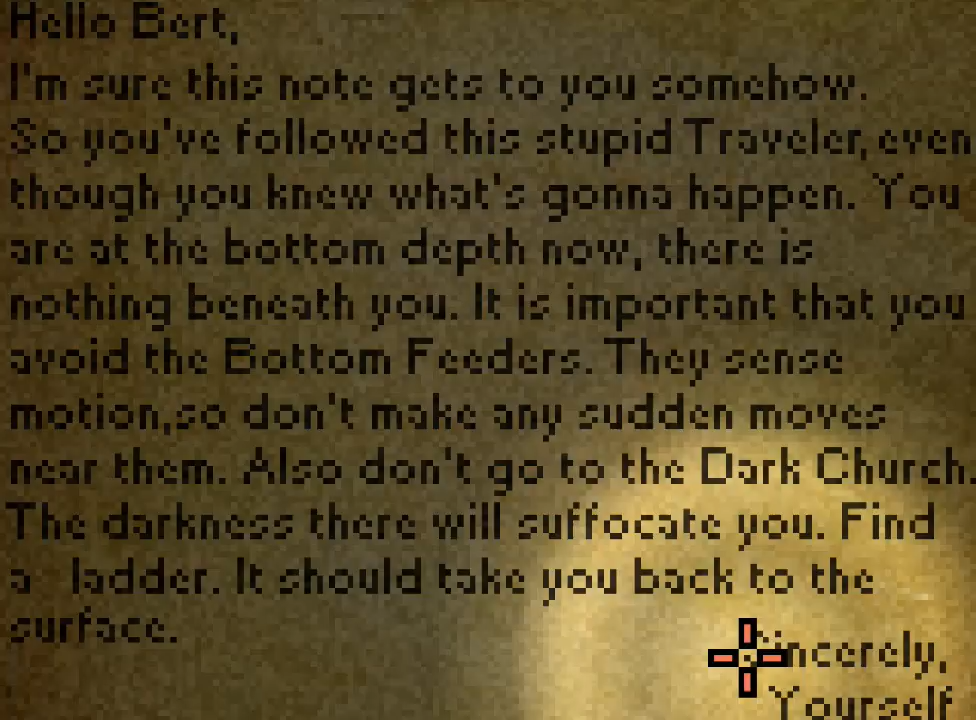 Hello Bert,
I'm sure this note gets to you somehow.
So you've followed this stupid Traveler, even
though you knew what's gonna happen. You
are at the bottom depth now, there is
nothing beneath you. It is important that you
avoid the Bottom Feeders. They sense
motion,so don't make any sudden moves
near them. Also don't go to the Dark Church.
The darkness there will suffocate you. Find
a ladder. It should take you back to the
surface.
Sincerely,
Yourself